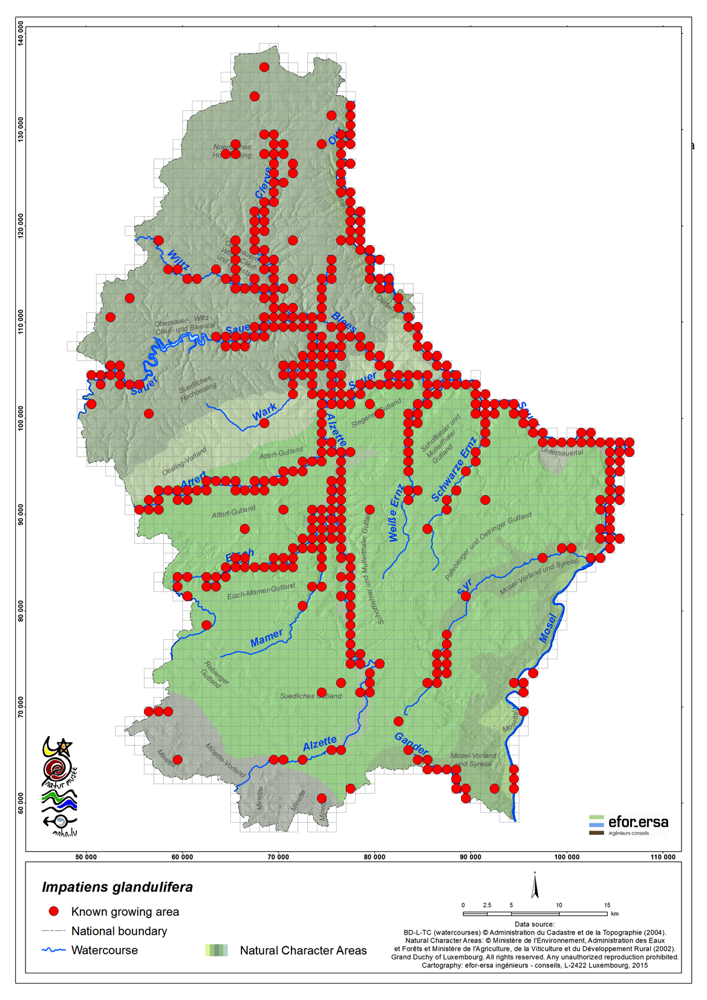 140 000
130 000
120 000
110 000
100 000
90 000
80 000
70 000
60 000
a
Our
Clerve
Wiltz
Obersauer-, Wiltz-,
Clierf- und Bleestal
Blees
Sauer
Suedliches
Hochoesling
Ourtal
Sauer
Wark
Stegener Gutland
Alzette
Schoffielser und
Mullerthaler
Gutland
Attert-Gutland
Oesling-Vorland
Untersauertal
Attert
Schwarze Ernz
Weiße Ernz
Attert-Gutland
Pafebierger und Oetringer Gutland
Schoffielser und Mullerthaler Gutland
Eisch
Mosel-Vorland und Syretal
Eisch-Mamer-Gutland
Syr
Mosel
Mamer
Rebierger
Gutland
Suedliches Gutland
Moseltal
Alzette
Gander
Minette-Vorland
Minette
Mosel-Vorland
und Syretal
Minette
Minette
natur musée
mnhn.lu
efor-ersa
ingénieurs-conseils
50 000 60 000 70 000 80 000 90 000 100 000 110 000
Impatiens glandulifera
Known growing area
National boundary
Watercourse
Natural Character Areas
N
0 2.5 5 10 15
km
Data source:
BD-L-TC (watercourses) © Administration du Cadastre et de la Topographie (2004).
Natural Character Areas: © Ministère de l'Environnement, Administration des Eaux
et Forêts et Ministère de l'Agriculture, de la Viticulture et du Développement Rural (2002).
Grand Duchy of Luxembourg. All rights reserved. Any unauthorized reproduction prohibited.
Cartography: efor-ersa ingénieurs - conseils, L-2422 Luxembourg, 2015